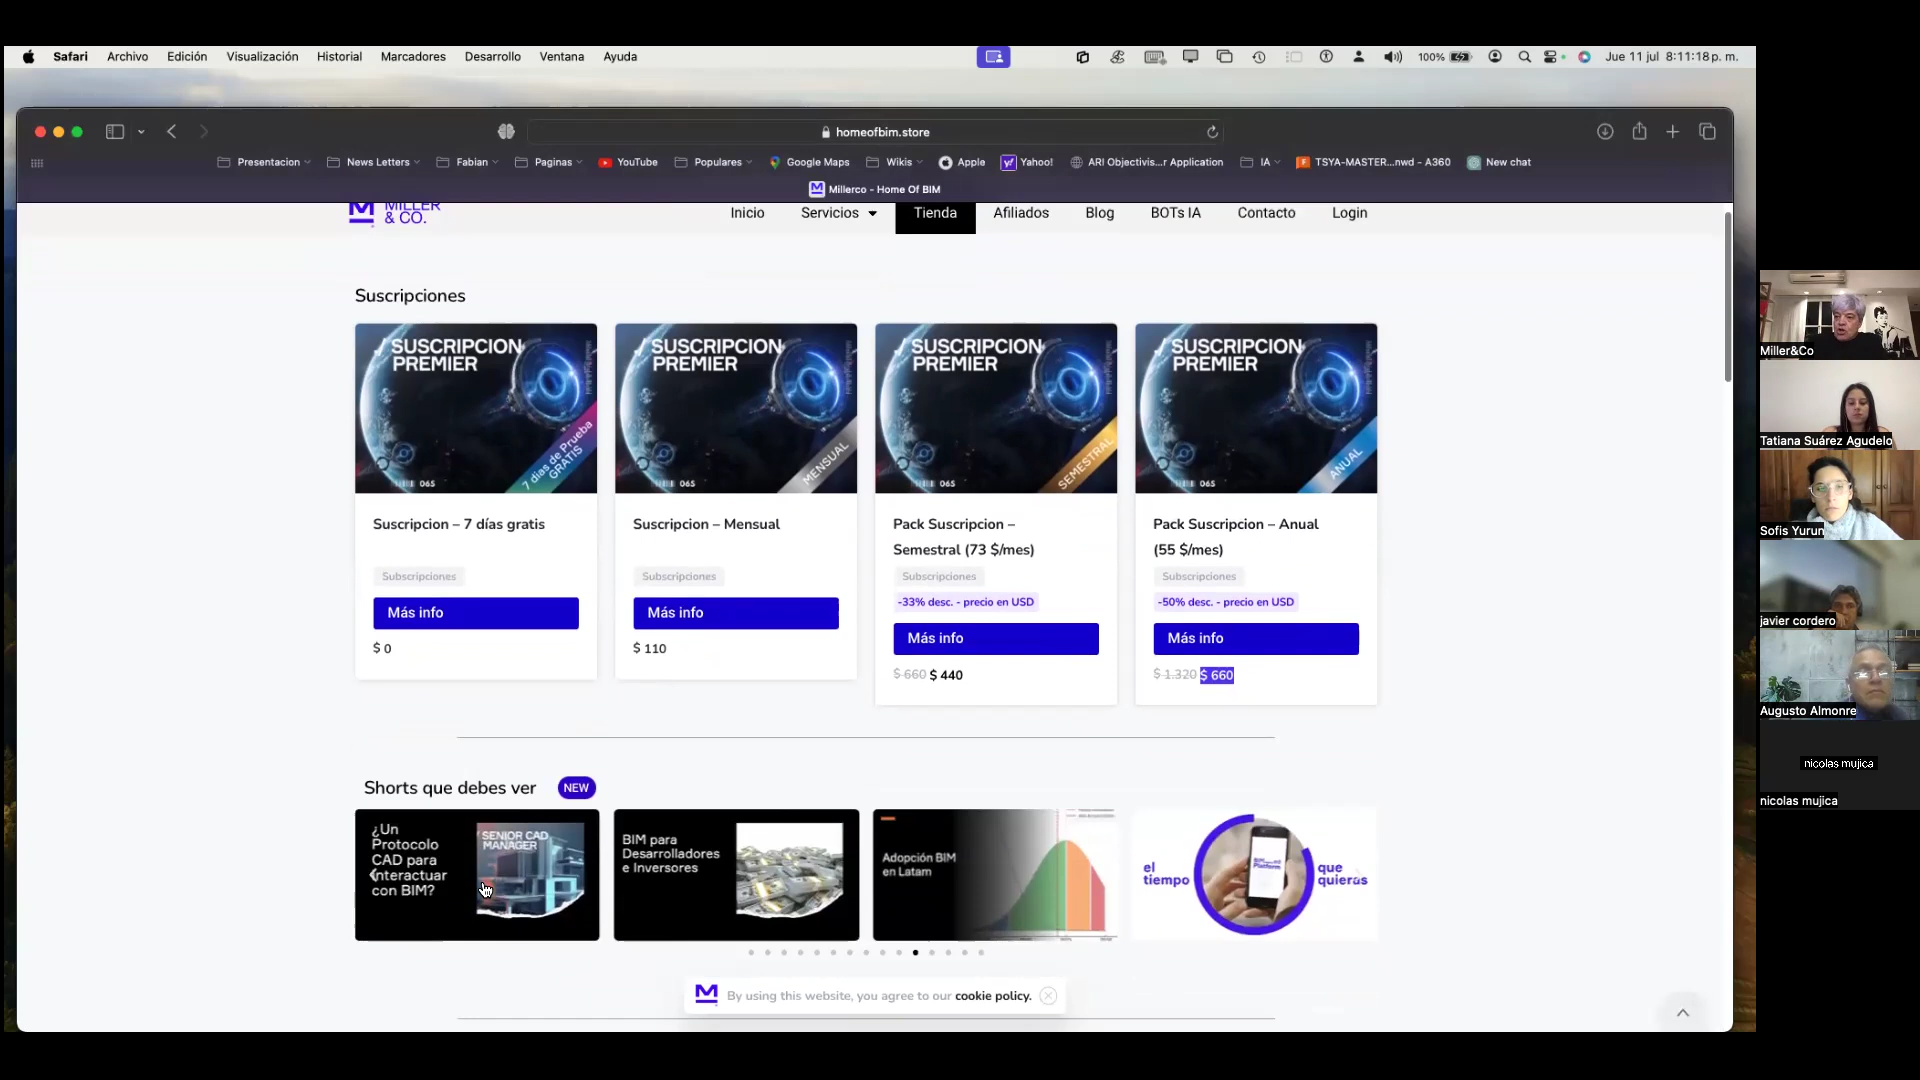 Safari Archivo Edición Visualización Historial Marcadores Desarrollo Ventana Ayuda
100% Jue 11 jul 8:11:18 p. m.
homeofbim.store
Presentacion News Letters Fabian Paginas YouTube Populares Google Maps Wikis Apple Yahoo! ARI Objectivis...r Application IA TSYA-MASTER...nwd - A360 New chat
Millerco - Home Of BIM
MILLER
& CO.
Inicio Servicios Tienda Afiliados Blog BOTs IA Contacto Login
Suscripciones
SUSCRIPCION
PREMIER
7 días de Prueba
GRATIS
SUSCRIPCION
PREMIER
MENSUAL
SUSCRIPCION
PREMIER
SEMESTRAL
SUSCRIPCION
PREMIER
ANUAL
Suscripcion – 7 días gratis
Subscripciones
Más info
$ 0
Suscripcion – Mensual
Subscripciones
Más info
$ 110
Pack Suscripcion –
Semestral (73 $/mes)
Subscripciones
-33% desc. - precio en USD
Más info
$ 660 $ 440
Pack Suscripcion – Anual
(55 $/mes)
Subscripciones
-50% desc. - precio en USD
Más info
$ 1.320 $ 660
Shorts que debes ver NEW
¿Un
Protocolo
CAD para
interactuar
con BIM?
SENIOR CAD
MANAGER
BIM para
Desarrolladores
e Inversores
Adopción BIM
en Latam
el
tiempo
que
quieras
By using this website, you agree to our cookie policy.
Miller&Co
Tatiana Suárez Agudelo
Sofis Yurun
javier cordero
Augusto Almonre
nicolas mujica
nicolas mujica